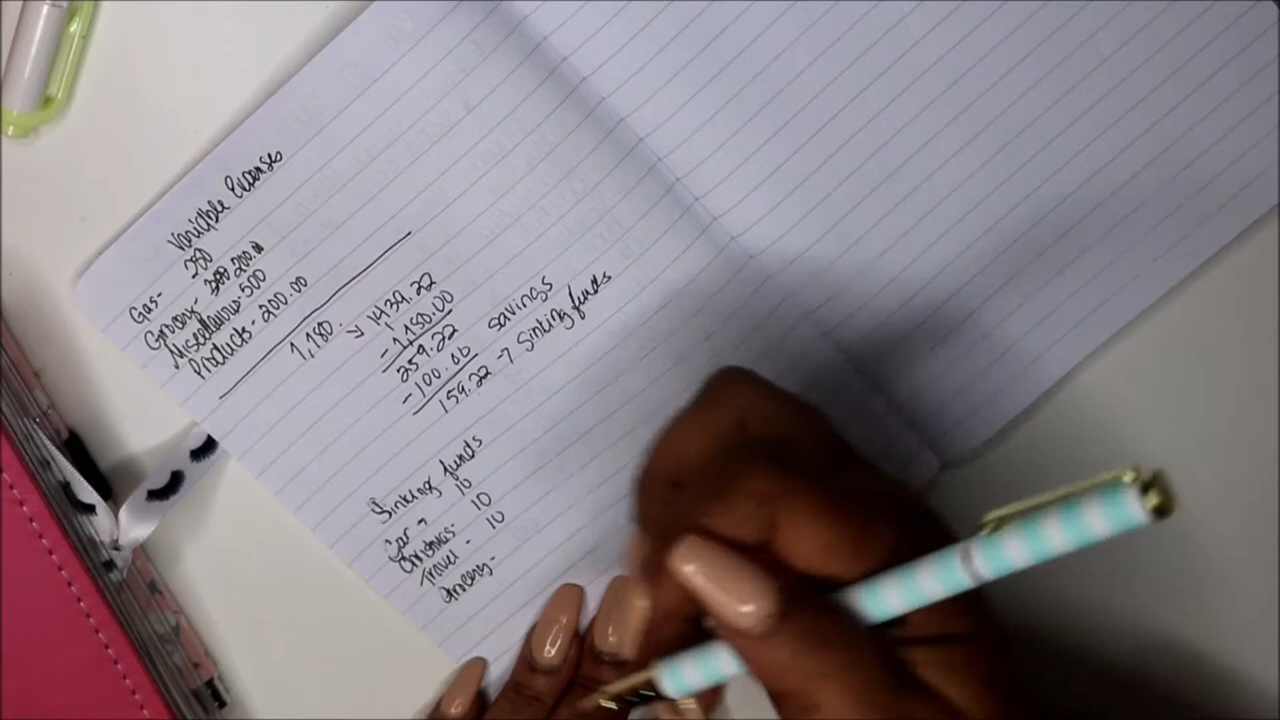 Variable Expenses
Gas- 280
Grocery- 300 200.00
Miscellaneous- 500
Products- 200.00
1,180. → 1439.22
-1,180.00
259.22
-100.00 savings
159.22 → Sinking funds
Sinking funds
Car - 10
Christmas- 10
Travel - 10
Grocery-